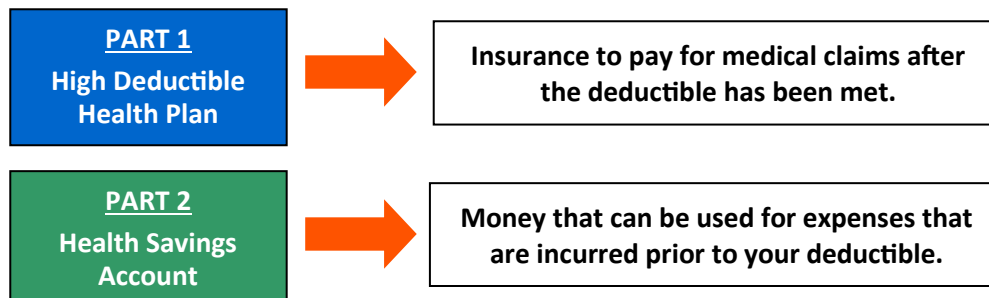 PART 1
High Deductible
Health Plan
Insurance to pay for medical claims after
the deductible has been met.
PART 2
Health Savings
Account
Money that can be used for expenses that
are incurred prior to your deductible.